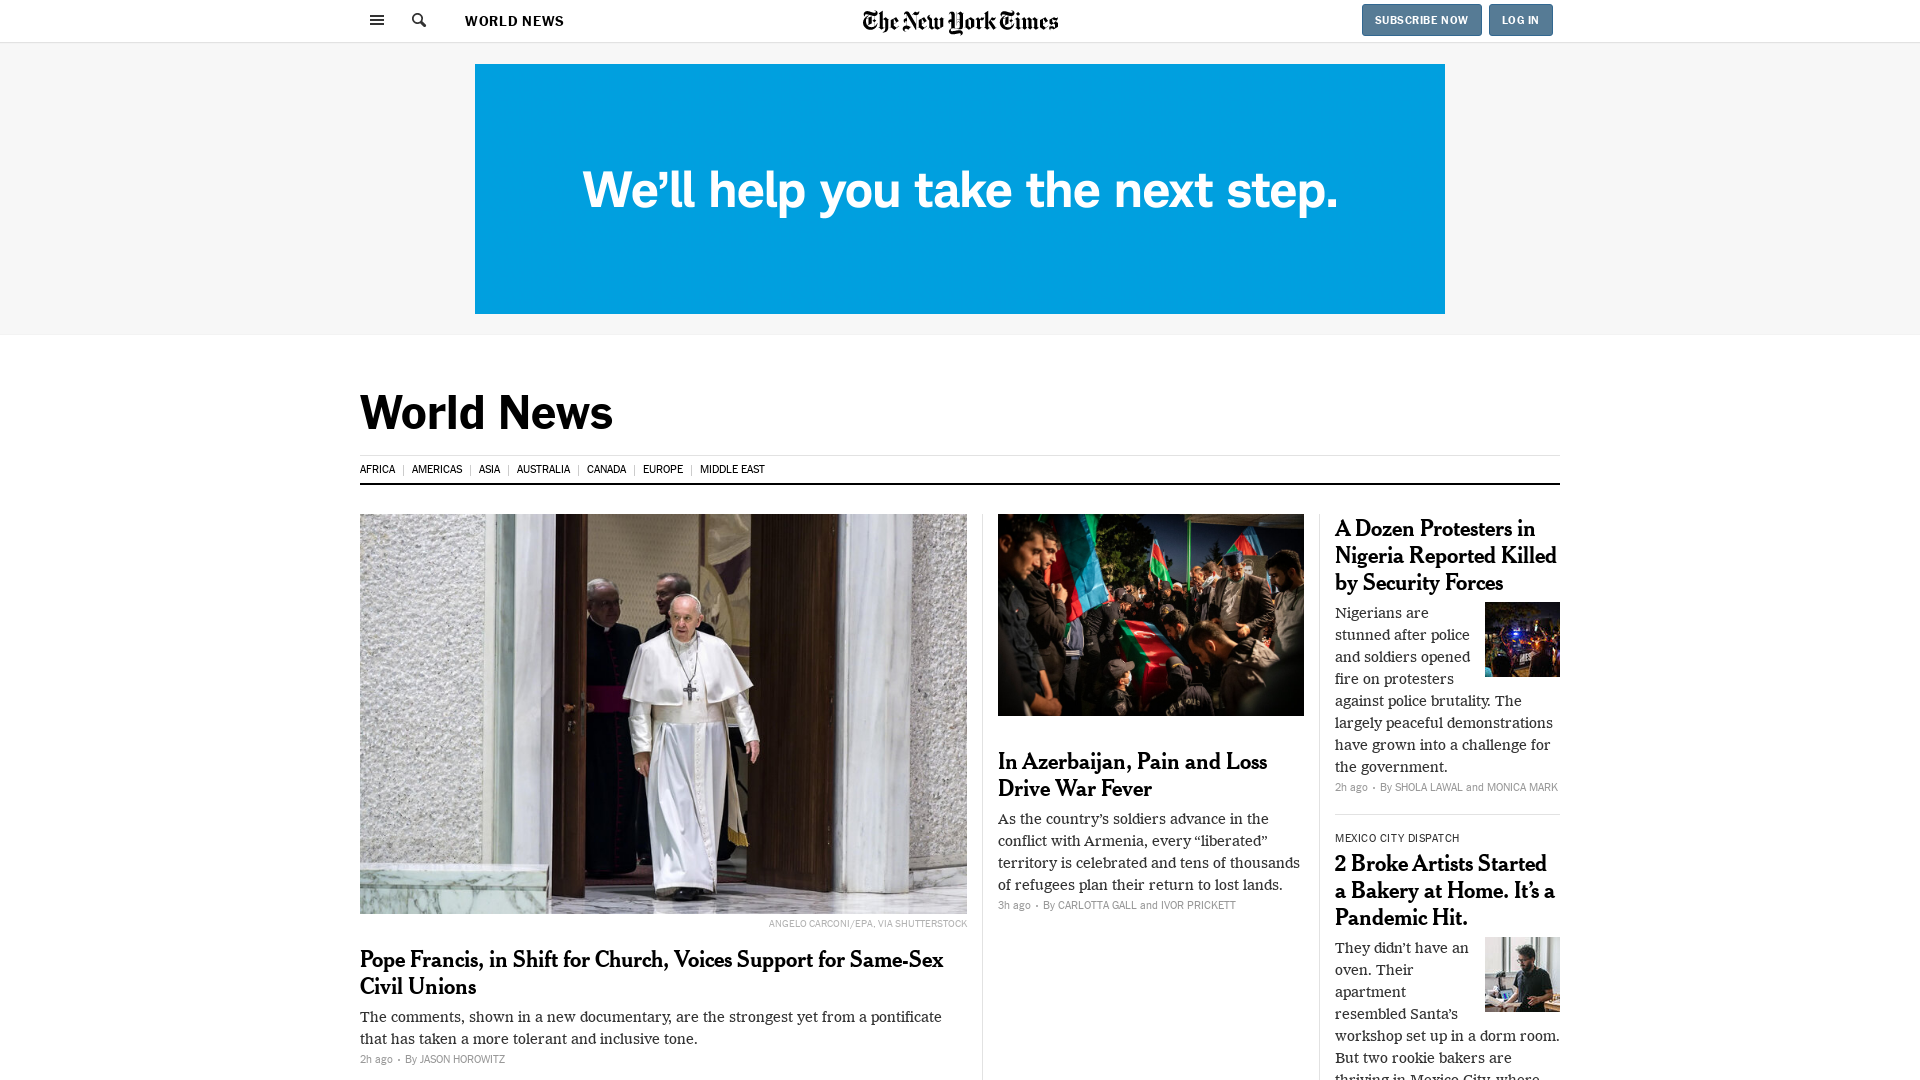 WORLD NEWS
The New York Times
SUBSCRIBE NOW
LOG IN
We’ll help you take the next step.
World News
AFRICA
AMERICAS
ASIA
AUSTRALIA
CANADA
EUROPE
MIDDLE EAST
ANGELO CARCONI/EPA, VIA SHUTTERSTOCK
Pope Francis, in Shift for Church, Voices Support for Same-Sex
Civil Unions
The comments, shown in a new documentary, are the strongest yet from a pontificate
that has taken a more tolerant and inclusive tone.
2h ago • By JASON HOROWITZ
In Azerbaijan, Pain and Loss
Drive War Fever
As the country’s soldiers advance in the
conflict with Armenia, every “liberated”
territory is celebrated and tens of thousands
of refugees plan their return to lost lands.
3h ago • By CARLOTTA GALL and IVOR PRICKETT
A Dozen Protesters in
Nigeria Reported Killed
by Security Forces
Nigerians are
stunned after police
and soldiers opened
fire on protesters
against police brutality. The
largely peaceful demonstrations
have grown into a challenge for
the government.
2h ago • By SHOLA LAWAL and MONICA MARK
MEXICO CITY DISPATCH
2 Broke Artists Started
a Bakery at Home. It’s a
Pandemic Hit.
They didn’t have an
oven. Their
apartment
resembled Santa’s
workshop set up in a dorm room.
But two rookie bakers are
thriving in Mexico City, where